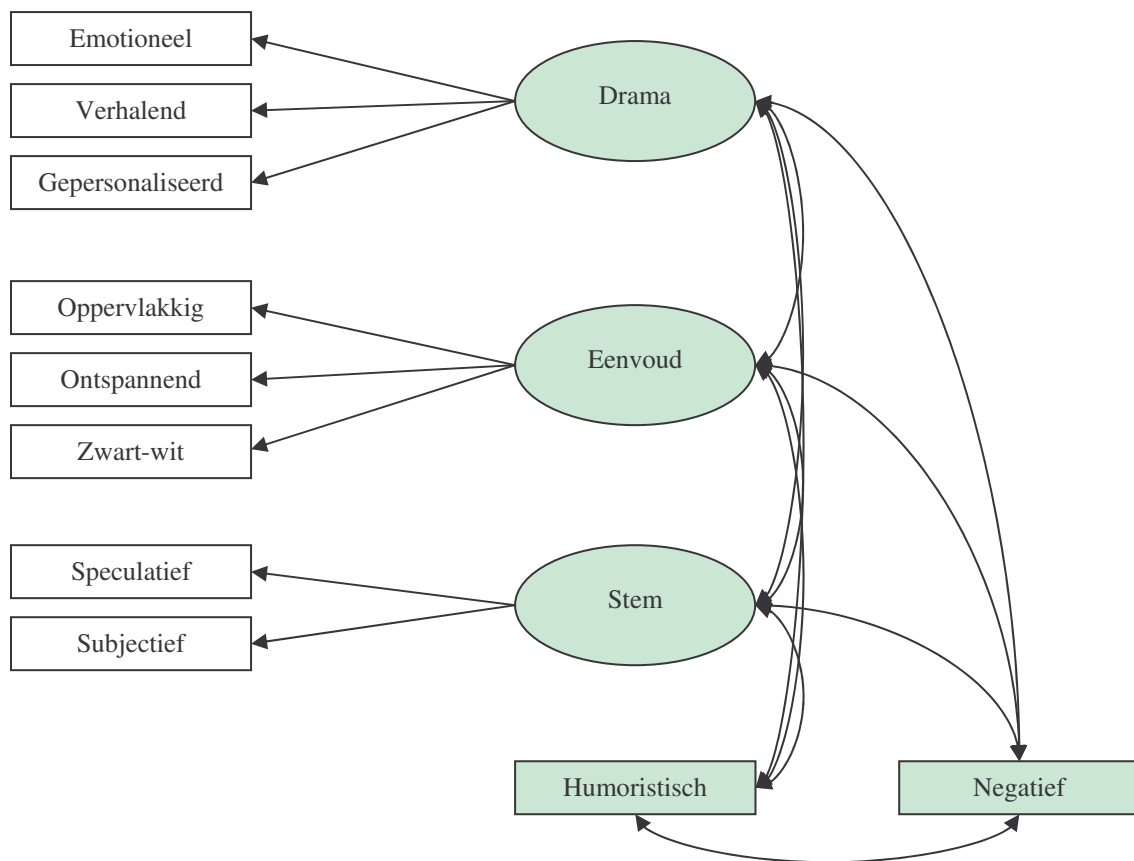 Emotioneel
Verhalend
Gepersonaliseerd
Drama
Oppervlakkig
Ontspannend
Zwart-wit
Eenvoud
Speculatief
Subjectief
Stem
Humoristisch
Negatief